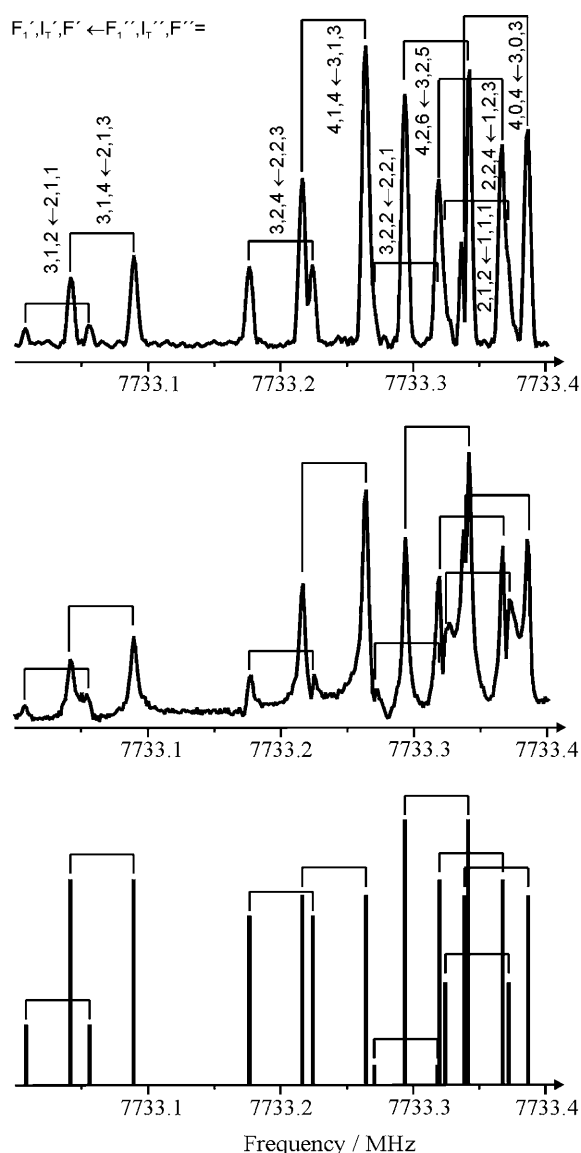 F₁´,I_T´,F´ ←F₁´´,I_T´´,F´´=
3,1,2 ←2,1,1
3,1,4 ←2,1,3
3,2,4 ←2,2,3
4,1,4 ←3,1,3
3,2,2 ←2,2,1
4,2,6 ←3,2,5
2,1,2 ←1,1,1
2,2,4 ←1,2,3
4,0,4 ←3,0,3
7733.1 7733.2 7733.3 7733.4
7733.1 7733.2 7733.3 7733.4
7733.1 7733.2 7733.3 7733.4
Frequency / MHz